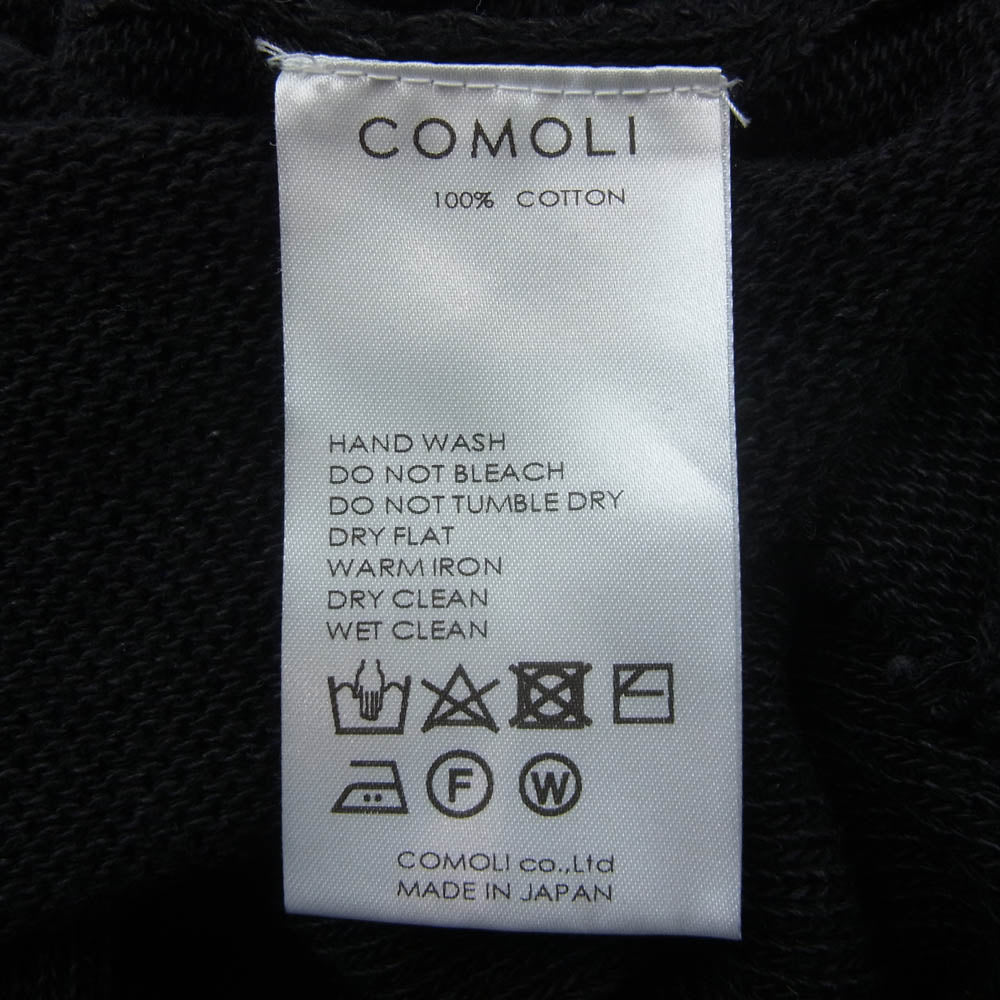 COMOLI
100% COTTON
HAND WASH
DO NOT BLEACH
DO NOT TUMBLE DRY
DRY FLAT
WARM IRON
DRY CLEAN
WET CLEAN
F W
COMOLI co.,Ltd
MADE IN JAPAN